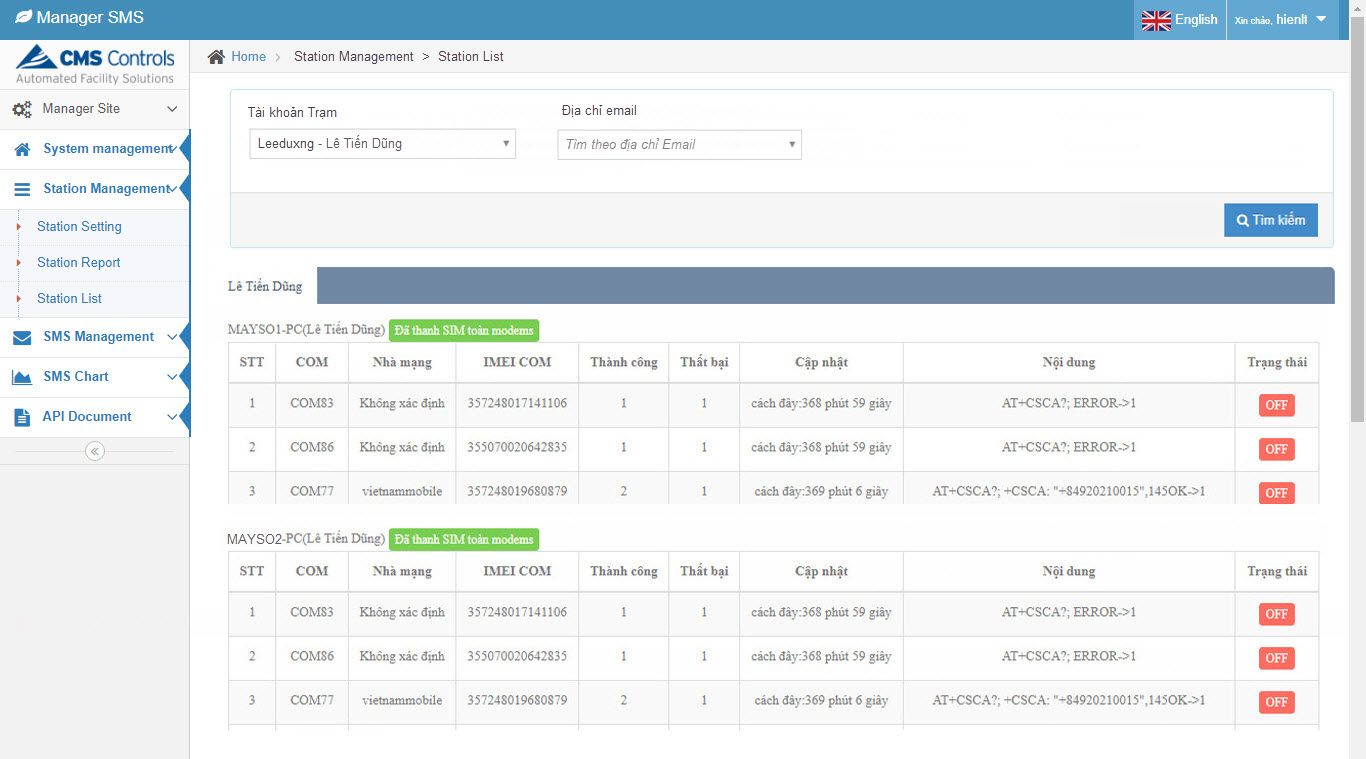 Manager SMS
English
Xin chào, hienlt
CMS Controls
Automated Facility Solutions
Home > Station Management > Station List
Manager Site
System management
Station Management
Station Setting
Station Report
Station List
SMS Management
SMS Chart
API Document
Tài khoản Trạm
Địa chỉ email
Leeduxng - Lê Tiến Dũng
Tìm theo địa chỉ Email
Tìm kiếm
Lê Tiến Dũng
MAYSO1-PC(Lê Tiến Dũng) Đã thanh SIM toàn modems
STT COM Nhà mạng IMEI COM Thành công Thất bại Cập nhật Nội dung Trạng thái
1 COM83 Không xác định 357248017141106 1 1 cách đây:368 phút 59 giây AT+CSCA?; ERROR->1 OFF
2 COM86 Không xác định 355070020642835 1 1 cách đây:368 phút 59 giây AT+CSCA?; ERROR->1 OFF
3 COM77 vietnammobile 357248019680879 2 1 cách đây:369 phút 6 giây AT+CSCA?; +CSCA: "+84920210015",145OK->1 OFF
MAYSO2-PC(Lê Tiến Dũng) Đã thanh SIM toàn modems
STT COM Nhà mạng IMEI COM Thành công Thất bại Cập nhật Nội dung Trạng thái
1 COM83 Không xác định 357248017141106 1 1 cách đây:368 phút 59 giây AT+CSCA?; ERROR->1 OFF
2 COM86 Không xác định 355070020642835 1 1 cách đây:368 phút 59 giây AT+CSCA?; ERROR->1 OFF
3 COM77 vietnammobile 357248019680879 2 1 cách đây:369 phút 6 giây AT+CSCA?; +CSCA: "+84920210015",145OK->1 OFF